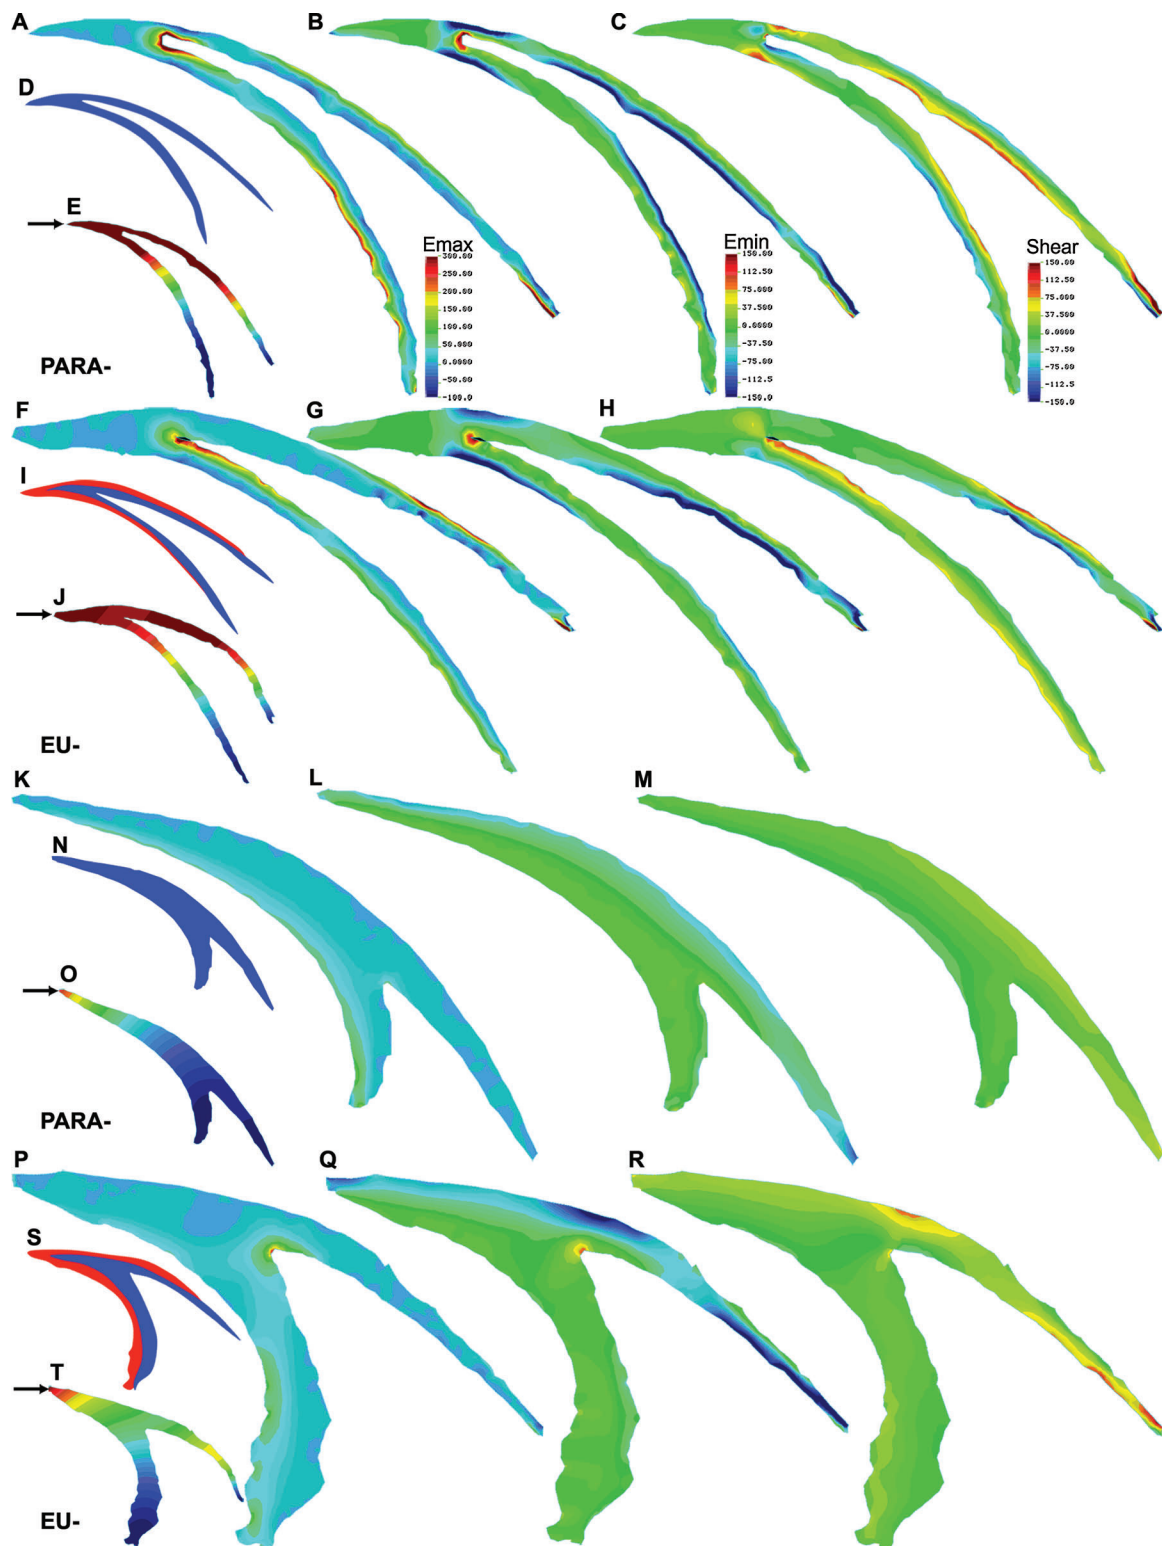 A
B
C
D
E
PARA-
Emax
300.00
250.00
200.00
150.00
100.00
50.000
0.0000
-50.00
-100.0
Emin
150.00
112.50
75.000
37.500
0.0000
-37.50
-75.00
-112.5
-150.0
Shear
150.00
112.50
75.000
37.500
0.0000
-37.50
-75.00
-112.5
-150.0
F
G
H
I
J
EU-
K
L
M
N
O
PARA-
P
Q
R
S
T
EU-